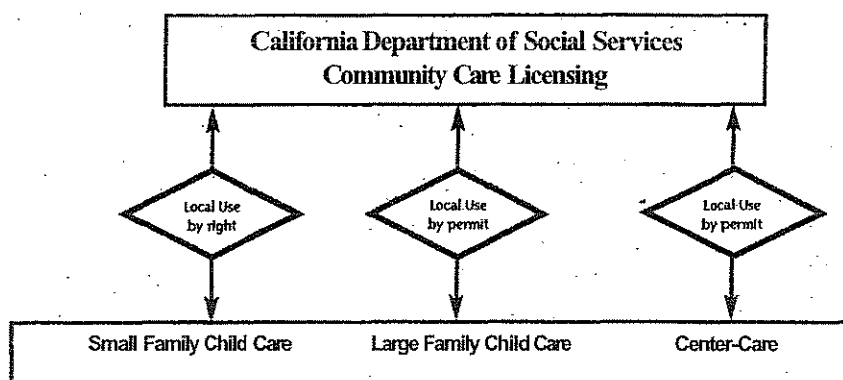 California Department of Social Services
Community Care Licensing
Local Use
by right
Local Use
by permit
Local Use
by permit
Small Family Child Care
Large Family Child Care
Center-Care